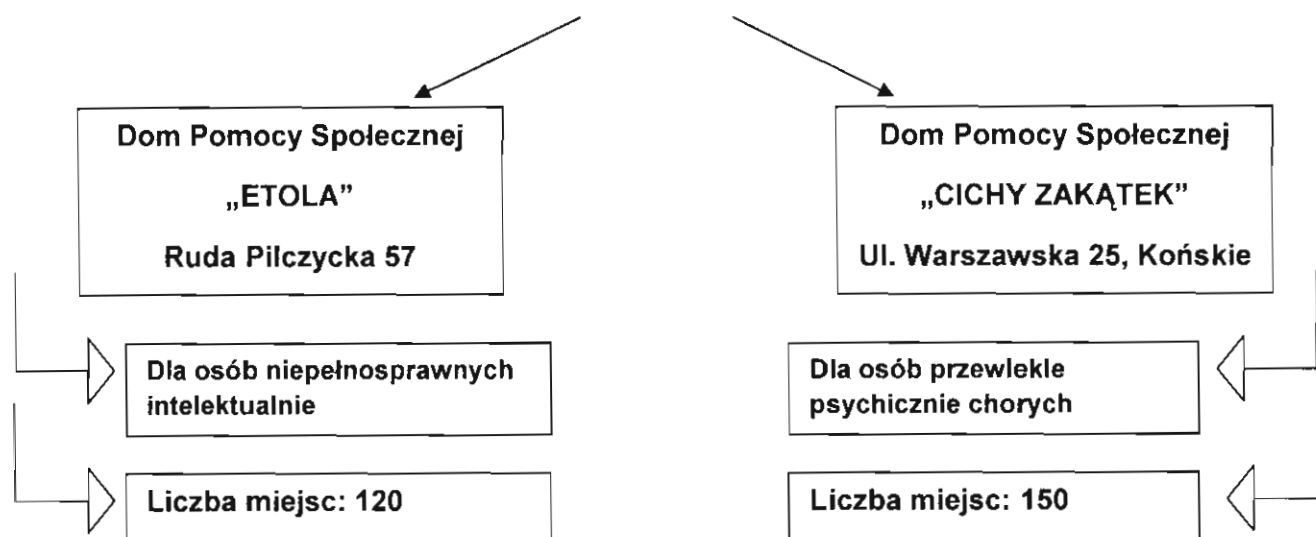 Dom Pomocy Społecznej
„ETOLA”
Ruda Pilczycka 57
Dla osób niepełnosprawnych
intelektualnie
Liczba miejsc: 120
Dom Pomocy Społecznej
„CICHY ZAKĄTEK”
Ul. Warszawska 25, Końskie
Dla osób przewlekle
psychicznie chorych
Liczba miejsc: 150